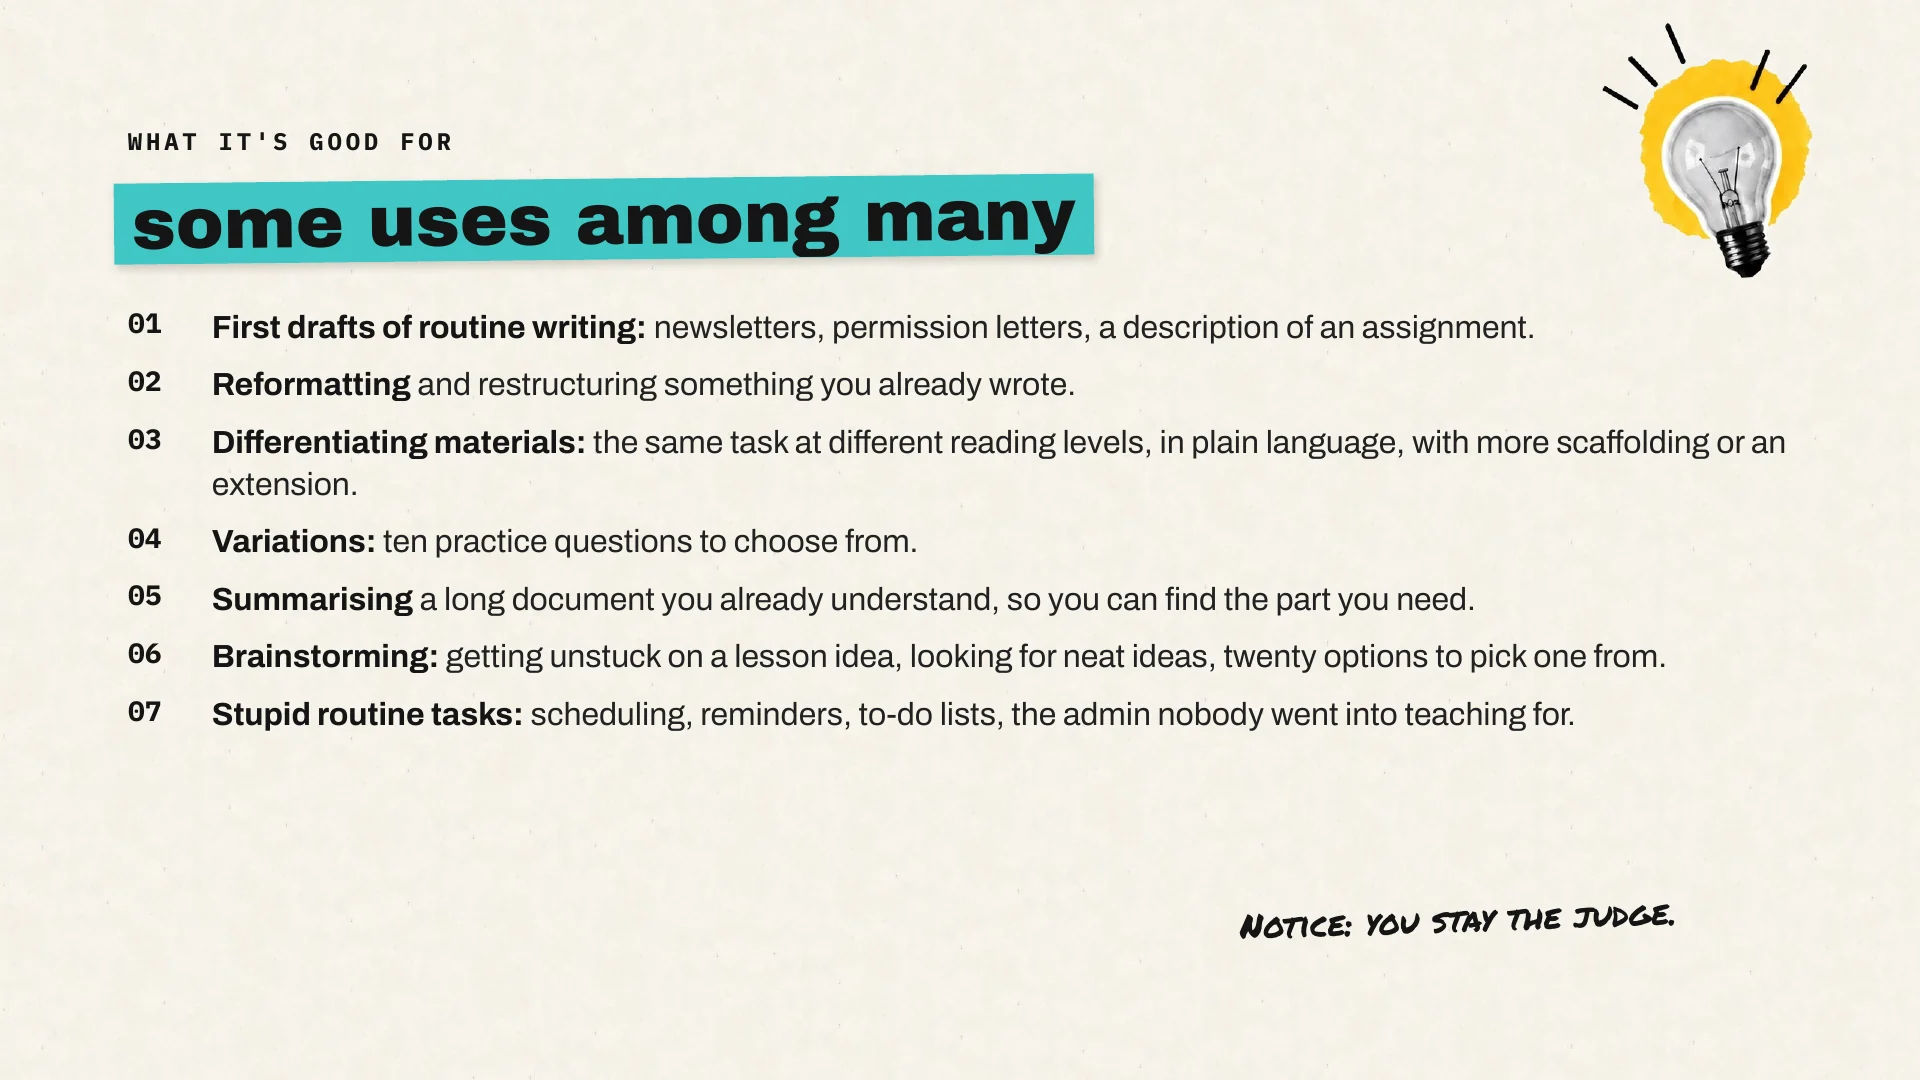 WHAT IT'S GOOD FOR
some uses among many
01 First drafts of routine writing: newsletters, permission letters, a description of an assignment.
02 Reformatting and restructuring something you already wrote.
03 Differentiating materials: the same task at different reading levels, in plain language, with more scaffolding or an
extension.
04 Variations: ten practice questions to choose from.
05 Summarising a long document you already understand, so you can find the part you need.
06 Brainstorming: getting unstuck on a lesson idea, looking for neat ideas, twenty options to pick one from.
07 Stupid routine tasks: scheduling, reminders, to-do lists, the admin nobody went into teaching for.
NOTICE: YOU STAY THE JUDGE.